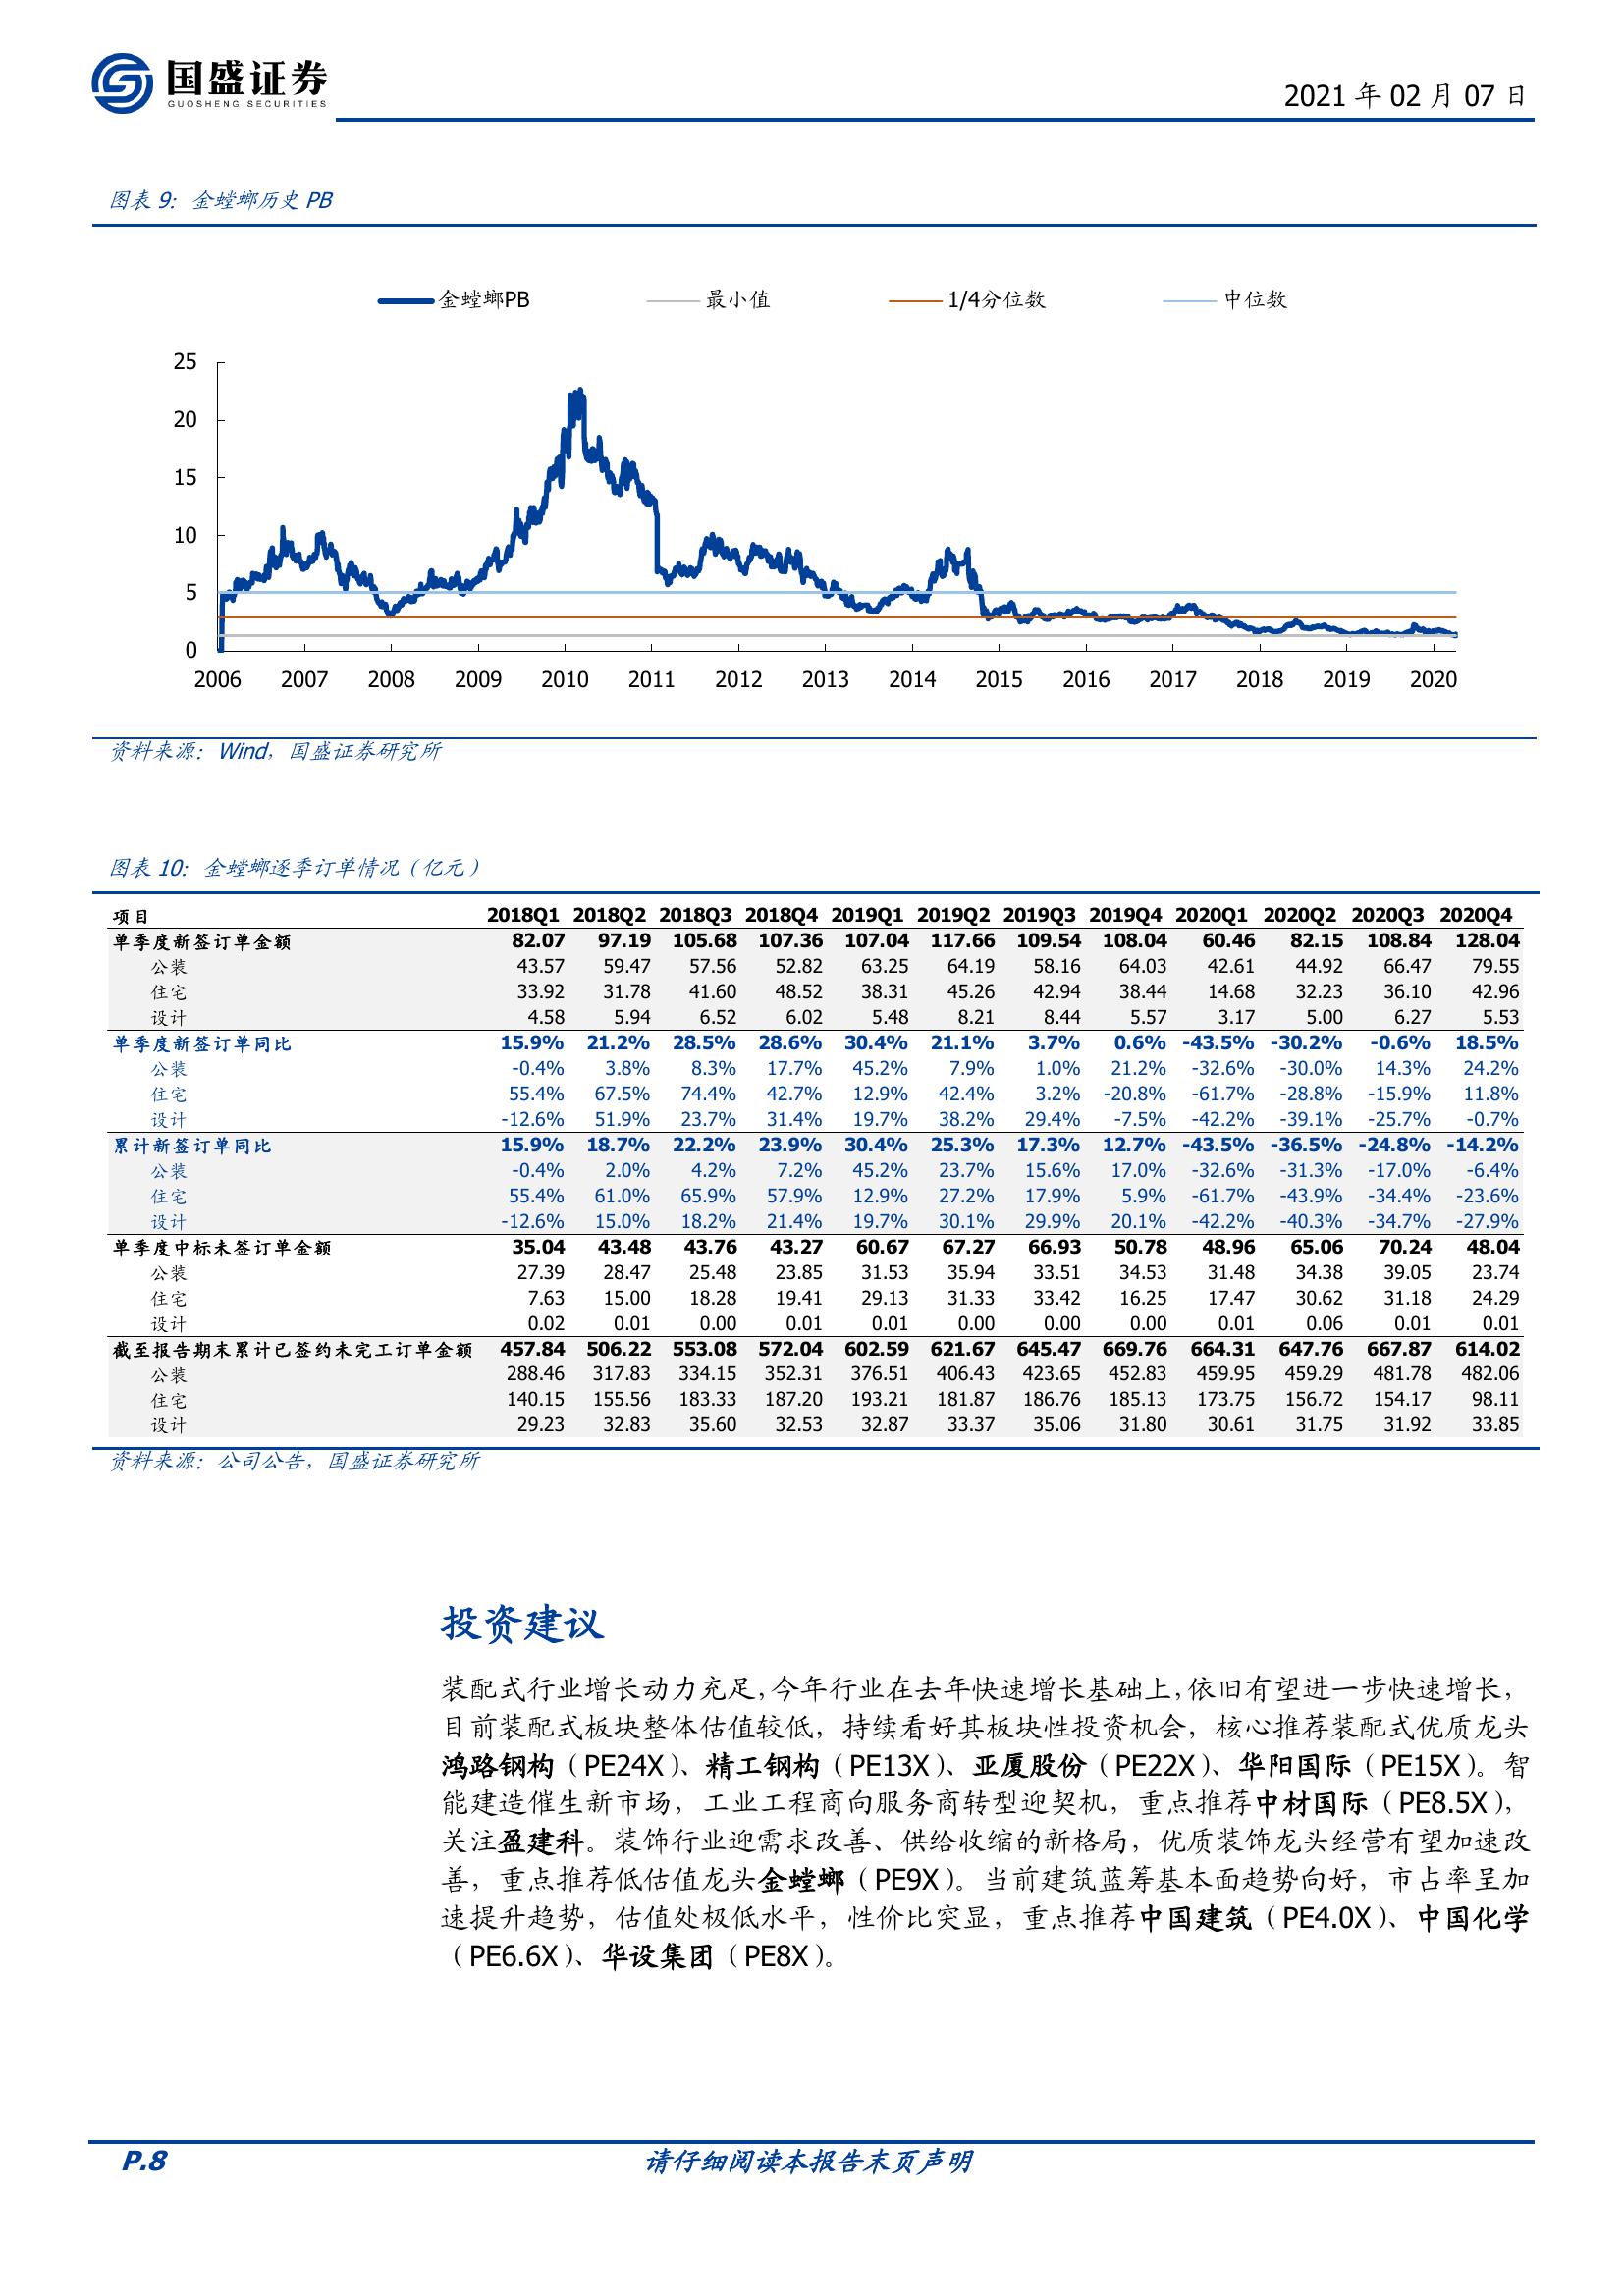 国盛证券
GUOSHENG SECURITIES
2021 年 02 月 07 日
图表 9: 金螳螂历史 PB
金螳螂PB 最小值 1/4分位数 中位数
25
20
15
10
5
0
2006 2007 2008 2009 2010 2011 2012 2013 2014 2015 2016 2017 2018 2019 2020
资料来源: Wind, 国盛证券研究所
图表 10: 金螳螂逐季订单情况（亿元）
项目 2018Q1 2018Q2 2018Q3 2018Q4 2019Q1 2019Q2 2019Q3 2019Q4 2020Q1 2020Q2 2020Q3 2020Q4
单季度新签订单金额 82.07 97.19 105.68 107.36 107.04 117.66 109.54 108.04 60.46 82.15 108.84 128.04
公装 43.57 59.47 57.56 52.82 63.25 64.19 58.16 64.03 42.61 44.92 66.47 79.55
住宅 33.92 31.78 41.60 48.52 38.31 45.26 42.94 38.44 14.68 32.23 36.10 42.96
设计 4.58 5.94 6.52 6.02 5.48 8.21 8.44 5.57 3.17 5.00 6.27 5.53
单季度新签订单同比 15.9% 21.2% 28.5% 28.6% 30.4% 21.1% 3.7% 0.6% -43.5% -30.2% -0.6% 18.5%
公装 -0.4% 3.8% 8.3% 17.7% 45.2% 7.9% 1.0% 21.2% -32.6% -30.0% 14.3% 24.2%
住宅 55.4% 67.5% 74.4% 42.7% 12.9% 42.4% 3.2% -20.8% -61.7% -28.8% -15.9% 11.8%
设计 -12.6% 51.9% 23.7% 31.4% 19.7% 38.2% 29.4% -7.5% -42.2% -39.1% -25.7% -0.7%
累计新签订单同比 15.9% 18.7% 22.2% 23.9% 30.4% 25.3% 17.3% 12.7% -43.5% -36.5% -24.8% -14.2%
公装 -0.4% 2.0% 4.2% 7.2% 45.2% 23.7% 15.6% 17.0% -32.6% -31.3% -17.0% -6.4%
住宅 55.4% 61.0% 65.9% 57.9% 12.9% 27.2% 17.9% 5.9% -61.7% -43.9% -34.4% -23.6%
设计 -12.6% 15.0% 18.2% 21.4% 19.7% 30.1% 29.9% 20.1% -42.2% -40.3% -34.7% -27.9%
单季度中标未签订单金额 35.04 43.48 43.76 43.27 60.67 67.27 66.93 50.78 48.96 65.06 70.24 48.04
公装 27.39 28.47 25.48 23.85 31.53 35.94 33.51 34.53 31.48 34.38 39.05 23.74
住宅 7.63 15.00 18.28 19.41 29.13 31.33 33.42 16.25 17.47 30.62 31.18 24.29
设计 0.02 0.01 0.00 0.01 0.01 0.00 0.00 0.00 0.01 0.06 0.01 0.01
截至报告期末累计已签约未完工订单金额 457.84 506.22 553.08 572.04 602.59 621.67 645.47 669.76 664.31 647.76 667.87 614.02
公装 288.46 317.83 334.15 352.31 376.51 406.43 423.65 452.83 459.95 459.29 481.78 482.06
住宅 140.15 155.56 183.33 187.20 193.21 181.87 186.76 185.13 173.75 156.72 154.17 98.11
设计 29.23 32.83 35.60 32.53 32.87 33.37 35.06 31.80 30.61 31.75 31.92 33.85
资料来源: 公司公告, 国盛证券研究所
投资建议
装配式行业增长动力充足,今年行业在去年快速增长基础上,依旧有望进一步快速增长，
目前装配式板块整体估值较低，持续看好其板块性投资机会，核心推荐装配式优质龙头
鸿路钢构（PE24X）、精工钢构（PE13X）、亚厦股份（PE22X）、华阳国际（PE15X）。智
能建造催生新市场，工业工程商向服务商转型迎契机，重点推荐中材国际（PE8.5X），
关注盈建科。装饰行业迎需求改善、供给收缩的新格局，优质装饰龙头经营有望加速改
善，重点推荐低估值龙头金螳螂（PE9X）。当前建筑蓝筹基本面趋势向好，市占率呈加
速提升趋势，估值处极低水平，性价比突显，重点推荐中国建筑（PE4.0X）、中国化学
（PE6.6X）、华设集团（PE8X）。
P.8 请仔细阅读本报告末页声明